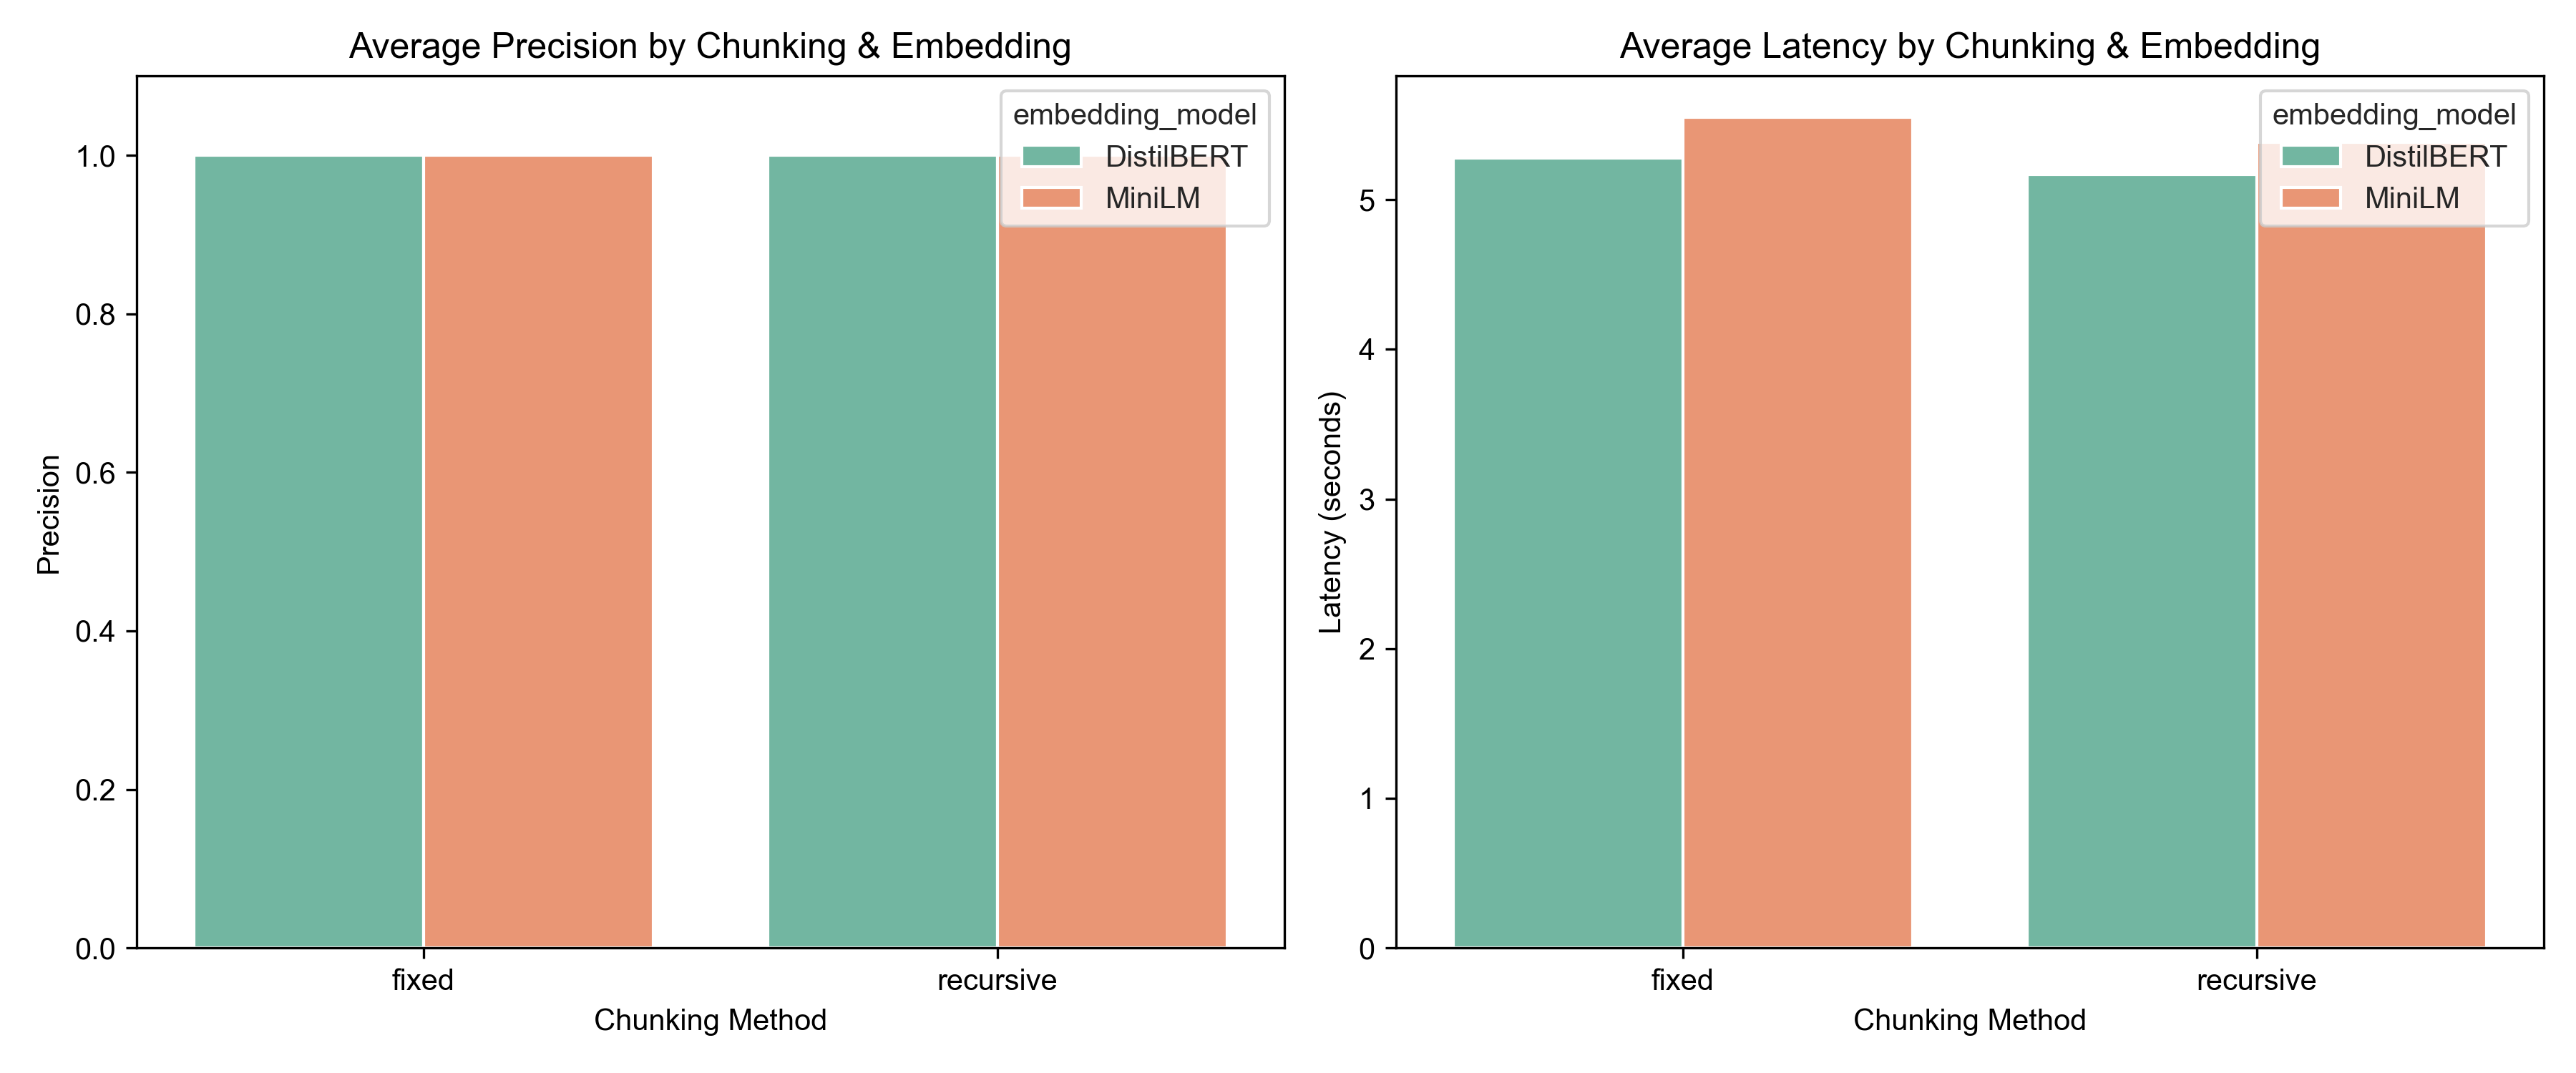 Average Precision by Chunking & Embedding
embedding_model
DistilBERT
MiniLM
Precision
1.0
0.8
0.6
0.4
0.2
0.0
fixed
recursive
Chunking Method
Average Latency by Chunking & Embedding
embedding_model
DistilBERT
MiniLM
Latency (seconds)
5
4
3
2
1
0
fixed
recursive
Chunking Method